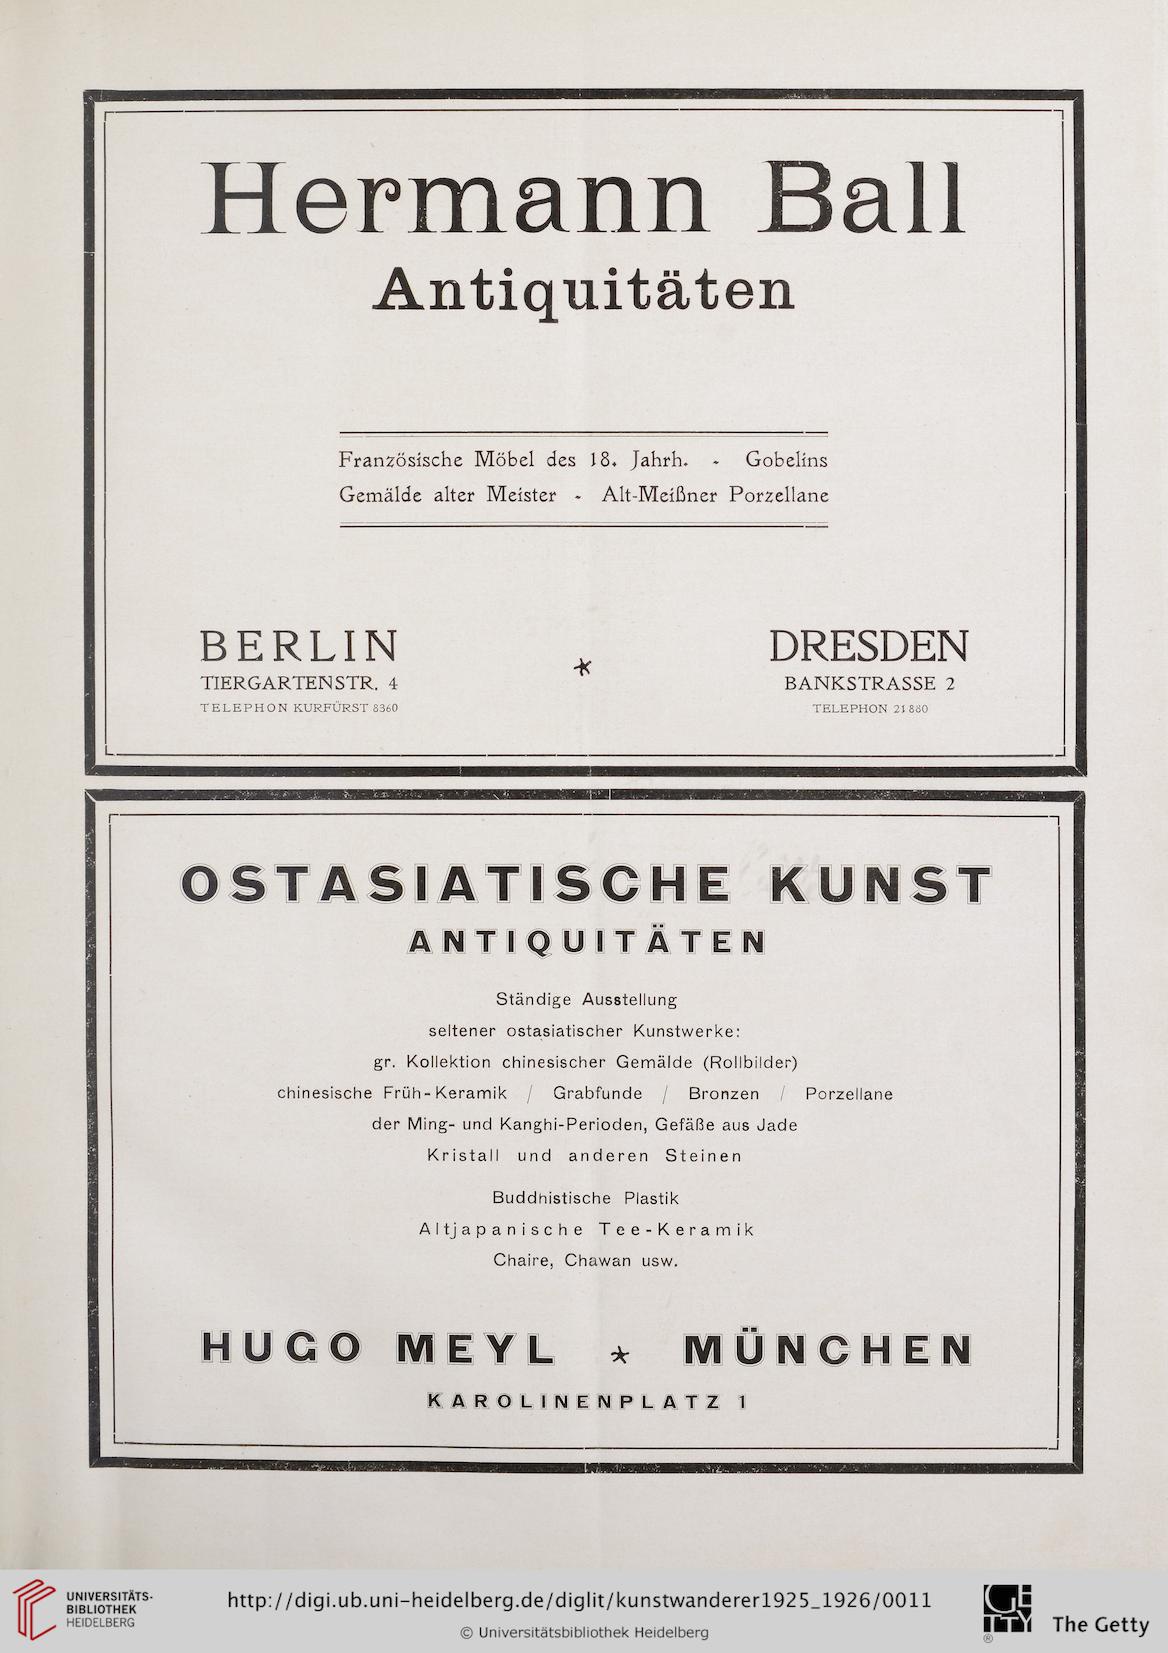 Hermann Ball
Antiquitäten
Französische Möbel des 18. Jahrh. - Gobelins
Gemälde alter Meister - Alt-Meißner Porzellane
BERLIN
TIERGARTENSTR. 4
TELEPHON KURFÜRST 8360
*
DRESDEN
BANKSTRASSE 2
TELEPHON 21880
OSTASIATISCHE KUNST
ANTIQUITÄTEN
Ständige Ausstellung
seltener ostasiatischer Kunstwerke:
gr. Kollektion chinesischer Gemälde (Rollbilder)
chinesische Früh-Keramik / Grabfunde / Bronzen / Porzellane
der Ming- und Kanghi-Perioden, Gefäße aus Jade
Kristall und anderen Steinen
Buddhistische Plastik
Altjapanische Tee-Keramik
Chaire, Chawan usw.
HUGO MEYL * MÜNCHEN
KAROLINENPLATZ 1
UNIVERSITÄTS-
BIBLIOTHEK
HEIDELBERG
http://digi.ub.uni-heidelberg.de/diglit/kunstwanderer1925_1926/0011
© Universitätsbibliothek Heidelberg
GETTY
®
The Getty